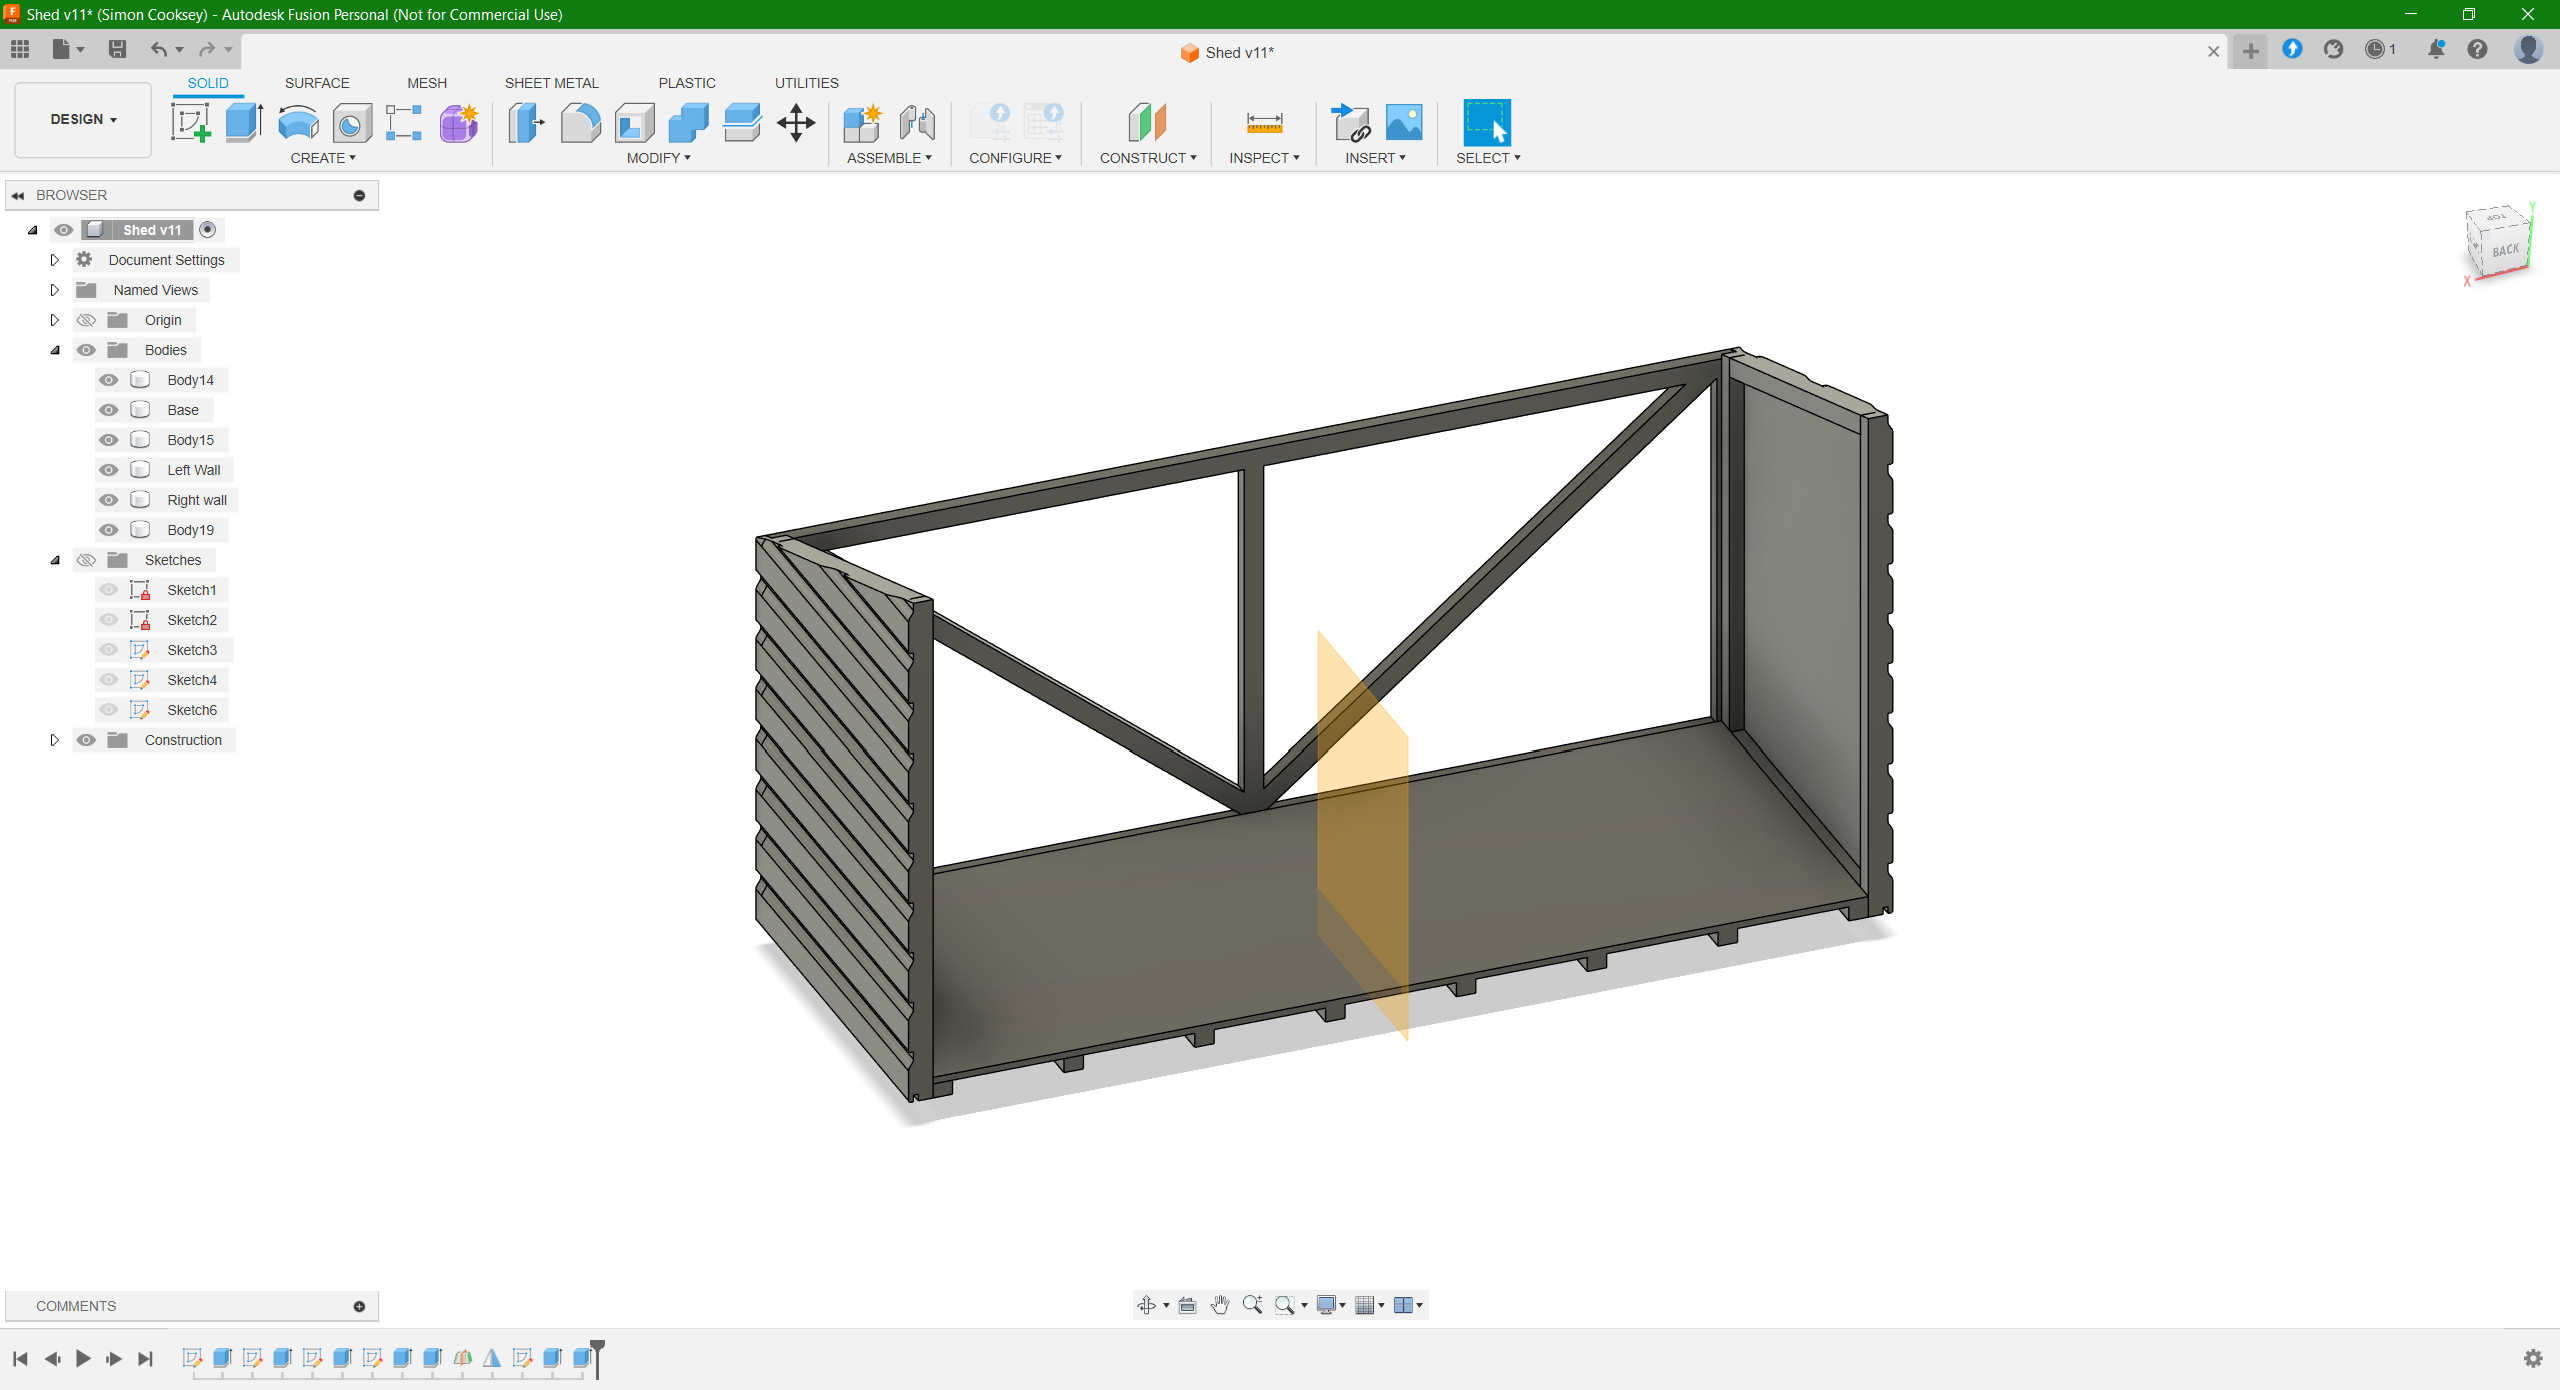 Shed v11* (Simon Cooksey) - Autodesk Fusion Personal (Not for Commercial Use)
Shed v11*
1
DESIGN
SOLID SURFACE MESH SHEET METAL PLASTIC UTILITIES
CREATE MODIFY ASSEMBLE CONFIGURE CONSTRUCT INSPECT INSERT SELECT
BROWSER
Shed v11
Document Settings
Named Views
Origin
Bodies
Body14
Base
Body15
Left Wall
Right wall
Body19
Sketches
Sketch1
Sketch2
Sketch3
Sketch4
Sketch6
Construction
TOP
BACK
Y
X
COMMENTS